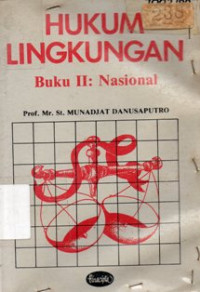 HUKUM
LINGKUNGAN
Buku II: Nasional
Prof. Mr. St. MUNADJAT DANUSAPUTRO